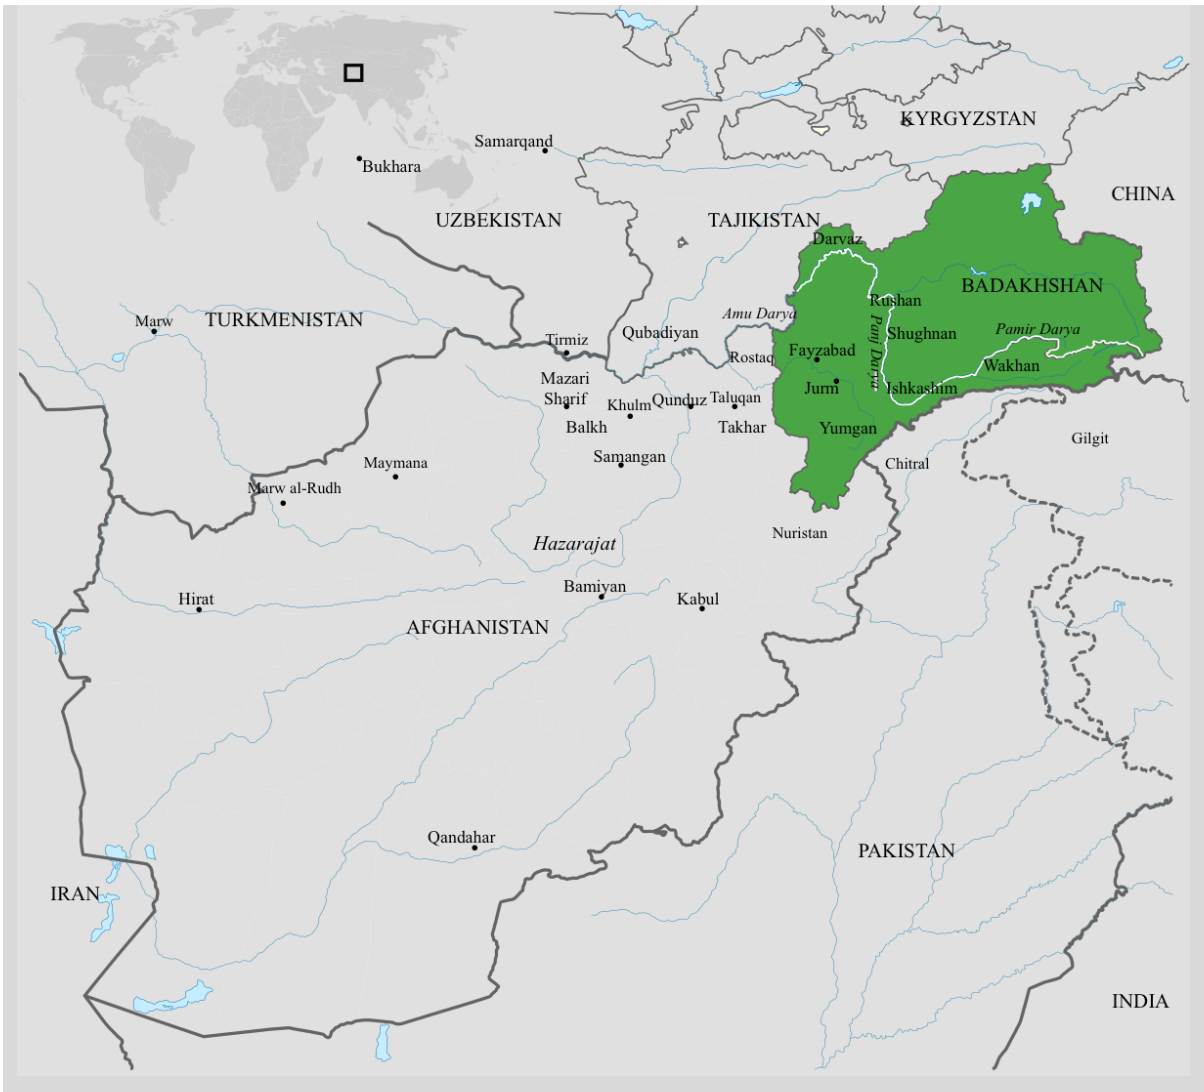 KYRGYZSTAN
Samarqand
Bukhara
CHINA
UZBEKISTAN
TAJIKISTAN
Darvaz
BADAKHSHAN
Rushan
Amu Darya
Marw
TURKMENISTAN
Tirmiz
Qubadiyan
Shughnan
Pamir Darya
Panj Darya
Rostaq
Fayzabad
Wakhan
Mazari
Sharif
Jurm
Ishkashim
Khulm
Qunduz
Taluqan
Balkh
Takhar
Yumgan
Gilgit
Samangan
Maymana
Chitral
Marw al-Rudh
Nuristan
Hazarajat
Bamiyan
Hirat
Kabul
AFGHANISTAN
Qandahar
PAKISTAN
IRAN
INDIA